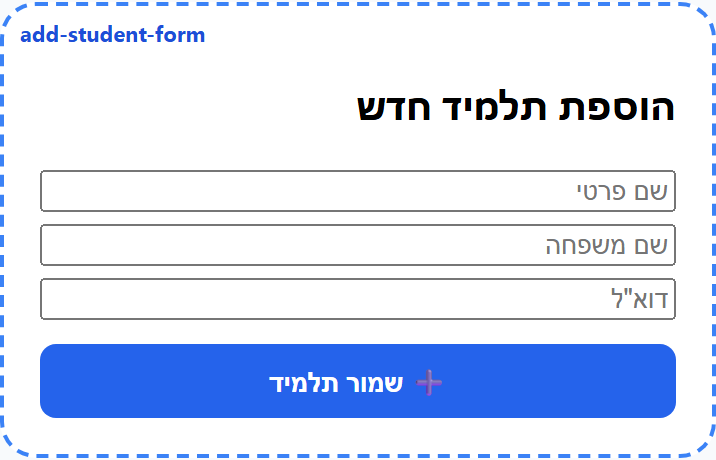 add-student-form
הוספת תלמיד חדש
שם פרטי
שם משפחה
דוא"ל
➕ שמור תלמיד